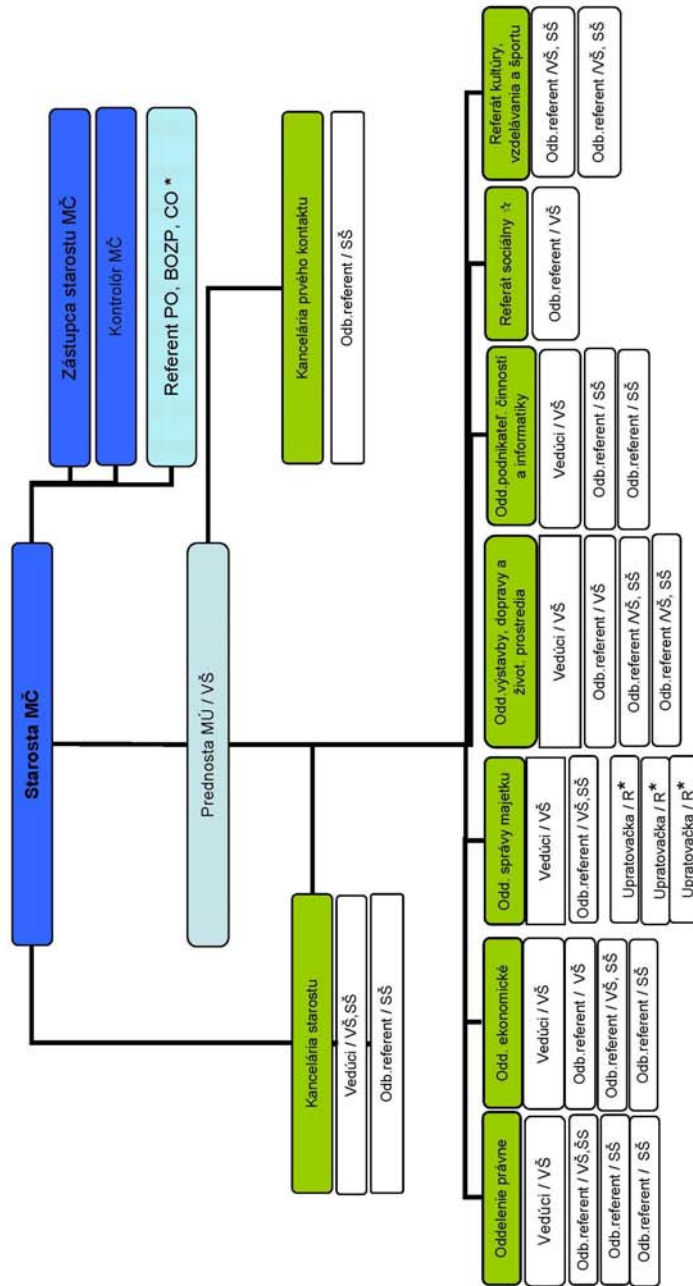 Starosta MČ
Zástupca starostu MČ
Kontrolór MČ
Referent PO, BOZP, CO *
Prednosta MÚ / VŠ
Kancelária starostu
Vedúci / VŠ,SŠ
Odb.referent / SŠ
Kancelária prvého kontaktu
Odb.referent / SŠ
Oddelenie právne
Vedúci / VŠ
Odb.referent / VŠ,SŠ
Odb.referent / SŠ
Odb.referent / SŠ
Odd. ekonomické
Vedúci / VŠ
Odb.referent / VŠ
Odb.referent / VŠ, SŠ
Odb.referent / SŠ
Odd. správy majetku
Vedúci / VŠ
Odb.referent / VŠ,SŠ
Upratovačka / R*
Upratovačka / R*
Upratovačka / R*
Odd.výstavby, dopravy a
život. prostredia
Vedúci / VŠ
Odb.referent / VŠ
Odb.referent /VŠ, SŠ
Odb.referent /VŠ, SŠ
Odd.podnikateľ. činností
a informatiky
Vedúci / VŠ
Odb.referent / SŠ
Odb.referent / SŠ
Referát sociálny ☆
Odb.referent / VŠ
Referát kultúry,
vzdelávania a športu
Odb.referent /VŠ, SŠ
Odb.referent /VŠ, SŠ